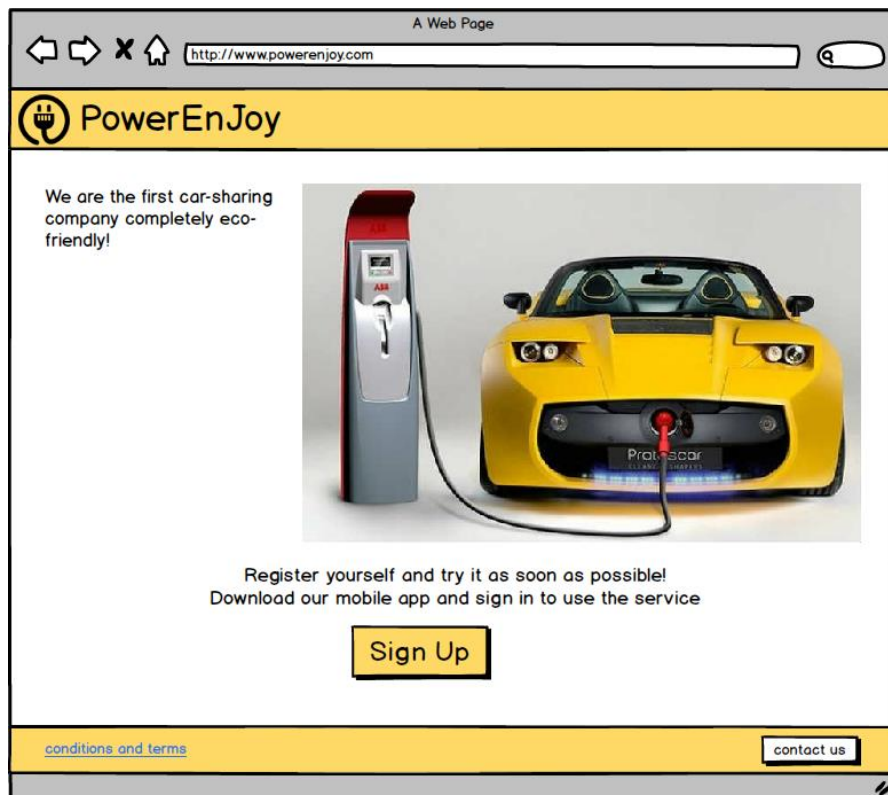 A Web Page
http://www.powerenjoy.com
PowerEnJoy
We are the first car-sharing
company completely eco-
friendly!
ABB
ABB
Protoscar
Register yourself and try it as soon as possible!
Download our mobile app and sign in to use the service
Sign Up
conditions and terms
contact us